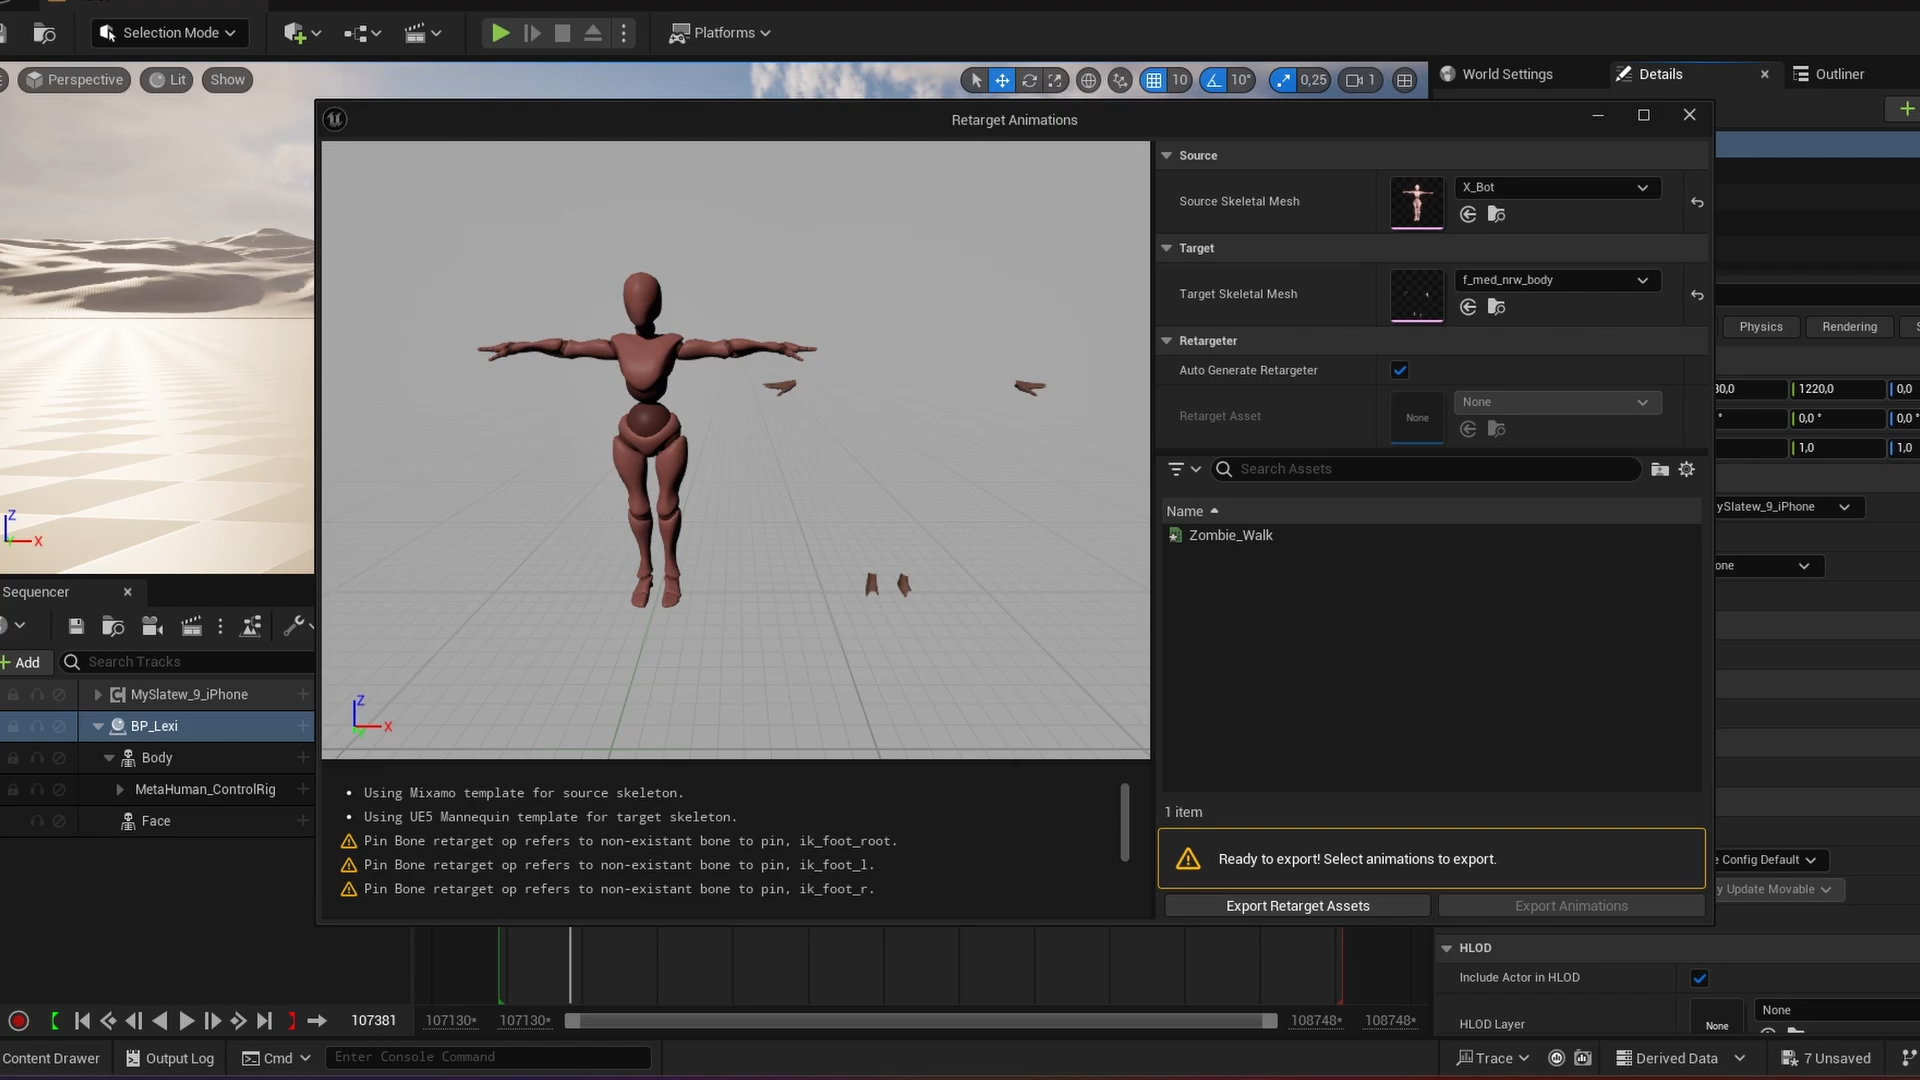 Selection Mode
Platforms
Perspective
Lit
Show
10
10°
0,25
1
World Settings
Details
Outliner
Retarget Animations
Source
Source Skeletal Mesh
X_Bot
Target
Target Skeletal Mesh
f_med_nrw_body
Retargeter
Auto Generate Retargeter
Retarget Asset
None
None
Search Assets
Name
Zombie_Walk
1 item
Ready to export! Select animations to export.
Export Retarget Assets
Export Animations
Z
X
Y
• Using Mixamo template for source skeleton.
• Using UE5 Mannequin template for target skeleton.
Pin Bone retarget op refers to non-existant bone to pin, ik_foot_root.
Pin Bone retarget op refers to non-existant bone to pin, ik_foot_l.
Pin Bone retarget op refers to non-existant bone to pin, ik_foot_r.
Physics
Rendering
30,0
1220,0
0,0
°
0,0 °
0,0 °
1,0
1,0
ySlatew_9_iPhone
one
e Config Default
y Update Movable
HLOD
Include Actor in HLOD
HLOD Layer
None
None
Z
X
Sequencer
Add
Search Tracks
MySlatew_9_iPhone
BP_Lexi
Body
MetaHuman_ControlRig
Face
107381
107130*
107130*
108748*
108748*
Content Drawer
Output Log
Cmd
Enter Console Command
Trace
Derived Data
7 Unsaved